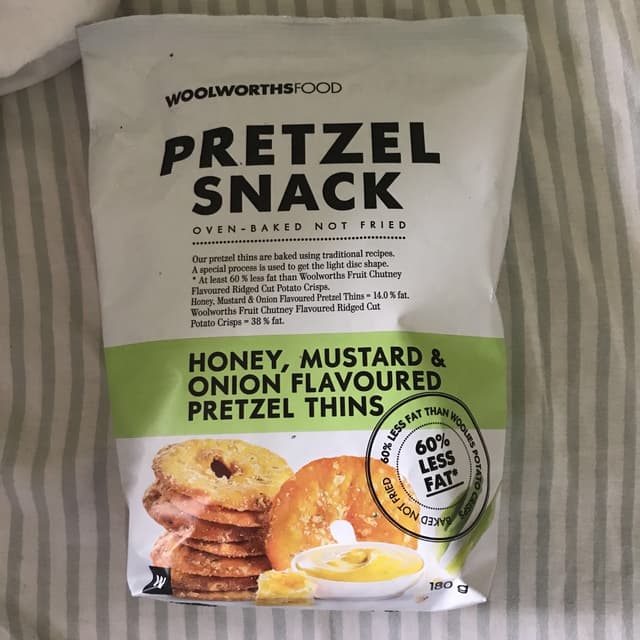 WOOLWORTHSFOOD
PRETZEL
SNACK
OVEN-BAKED NOT FRIED
Our pretzel thins are baked using traditional recipes.
A special process is used to get the light disc shape.
* At least 60 % less fat than Woolworths Fruit Chutney
Flavoured Ridged Cut Potato Crisps.
Honey, Mustard & Onion Flavoured Pretzel Thins = 14.0 % fat.
Woolworths Fruit Chutney Flavoured Ridged Cut
Potato Crisps = 38 % fat.
HONEY, MUSTARD &
ONION FLAVOURED
PRETZEL THINS
60% LESS FAT THAN WOOLIES POTATO CRISPS
60%
LESS
FAT*
BAKED NOT FRIED
W
180 g